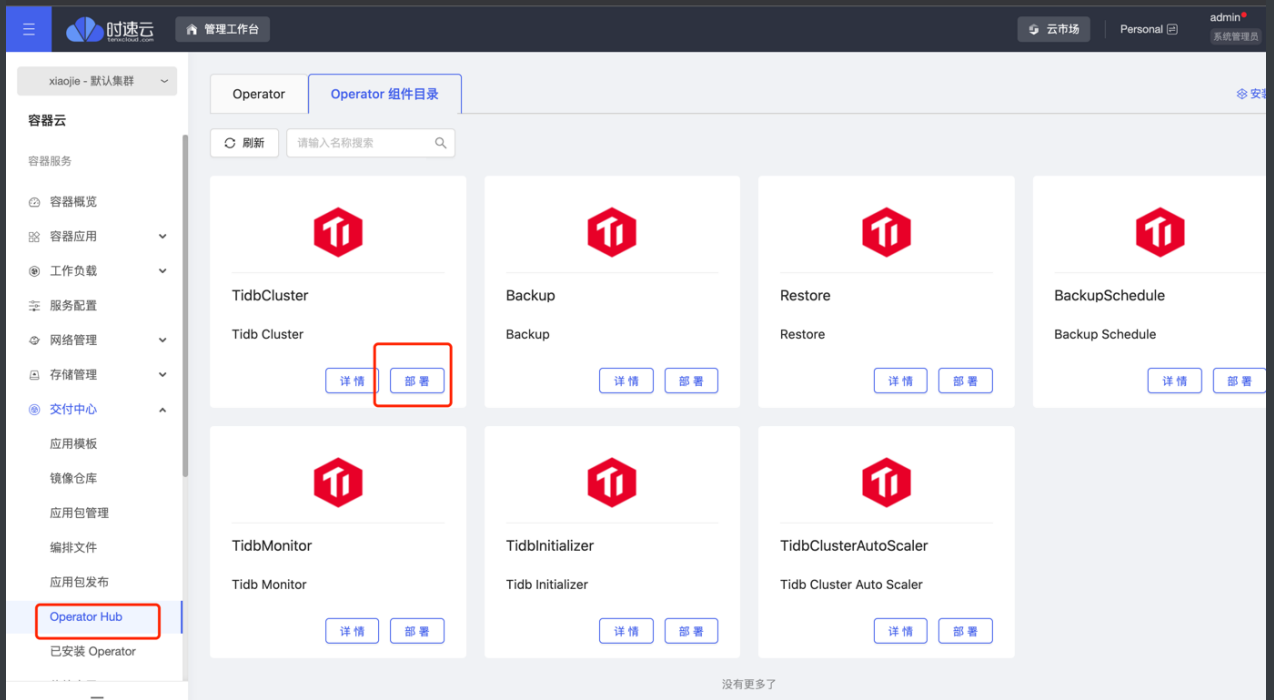 时速云
tenxcloud.com
管理工作台
云市场
Personal
admin
系统管理员
xiaojie - 默认集群
容器云
容器服务
容器概览
容器应用
工作负载
服务配置
网络管理
存储管理
交付中心
应用模板
镜像仓库
应用包管理
编排文件
应用包发布
Operator Hub
已安装 Operator
Operator
Operator 组件目录
刷新
请输入名称搜索
TidbCluster
Tidb Cluster
详 情
部 署
Backup
Backup
详 情
部 署
Restore
Restore
详 情
部 署
BackupSchedule
Backup Schedule
详 情
部 署
TidbMonitor
Tidb Monitor
详 情
部 署
TidbInitializer
Tidb Initializer
详 情
部 署
TidbClusterAutoScaler
Tidb Cluster Auto Scaler
详 情
部 署
没有更多了